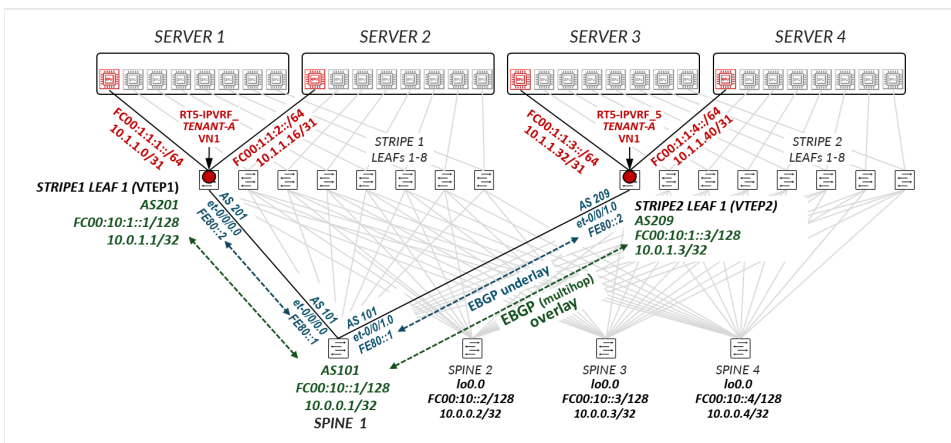 SERVER 1
SERVER 2
SERVER 3
SERVER 4
FC00:1:1:1::/64
10.1.1.0/31
RT5-IPVRF_
TENANT-A
VN1
FC00:1:1:2::/64
10.1.1.16/31
STRIPE 1
LEAFs 1-8
FC00:1:1:3::/64
10.1.1.32/31
RT5-IPVRF_5
TENANT-A
VN1
FC00:1:1:4::/64
10.1.1.40/31
STRIPE 2
LEAFs 1-8
STRIPE1 LEAF 1 (VTEP1)
AS201
FC00:10:1::1/128
10.0.1.1/32
AS 201
et-0/0/0.0
FE80::2
AS 209
et-0/0/1.0
FE80::2
STRIPE2 LEAF 1 (VTEP2)
AS209
FC00:10:1::3/128
10.0.1.3/32
EBGP underlay
EBGP (multihop)
overlay
AS 101
et-0/0/0.0
FE80::1
AS 101
et-0/0/1.0
FE80::1
AS101
FC00:10::1/128
10.0.0.1/32
SPINE 1
SPINE 2
lo0.0
FC00:10::2/128
10.0.0.2/32
SPINE 3
lo0.0
FC00:10::3/128
10.0.0.3/32
SPINE 4
lo0.0
FC00:10::4/128
10.0.0.4/32